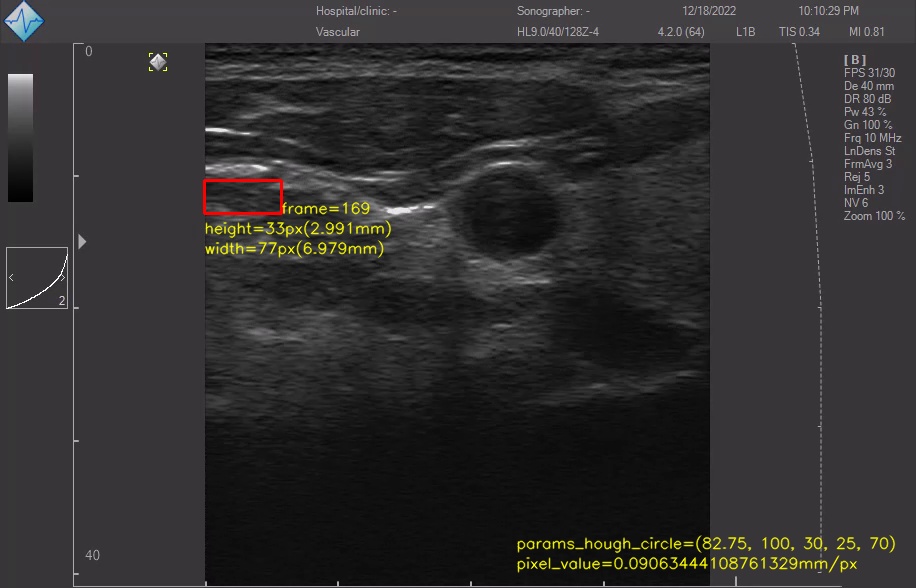 Hospital/clinic: - Sonographer: - 12/18/2022 10:10:29 PM
Vascular HL9.0/40/128Z-4 4.2.0 (64) L1B TIS 0.34 MI 0.81
0
[ B ]
FPS 31/30
De 40 mm
DR 80 dB
Pw 43 %
Gn 100 %
Frq 10 MHz
LnDens St
FrmAvg 3
Rej 5
ImEnh 3
NV 6
Zoom 100 %
frame=169
height=33px(2.991mm)
width=77px(6.979mm)
2
40
params_hough_circle=(82.75, 100, 30, 25, 70)
pixel_value=0.09063444108761329mm/px